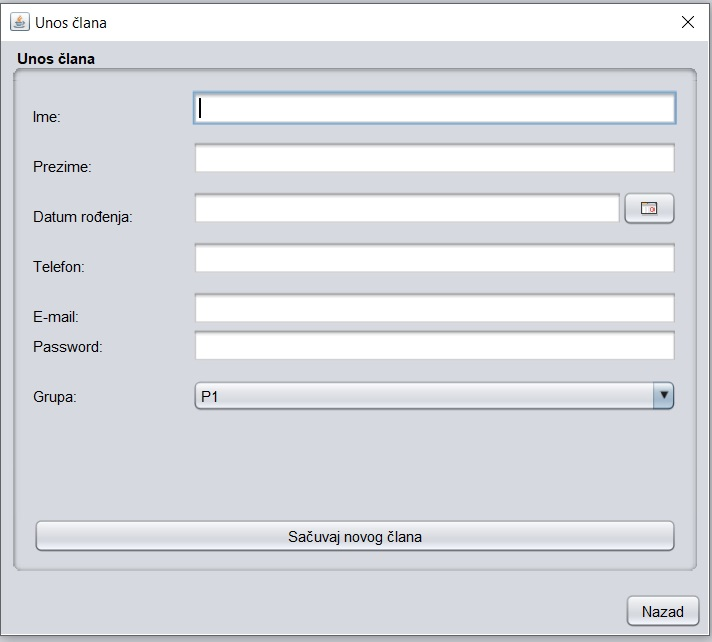 Unos člana
Unos člana
Ime:
Prezime:
Datum rođenja:
Telefon:
E-mail:
Password:
Grupa:
P1
Sačuvaj novog člana
Nazad